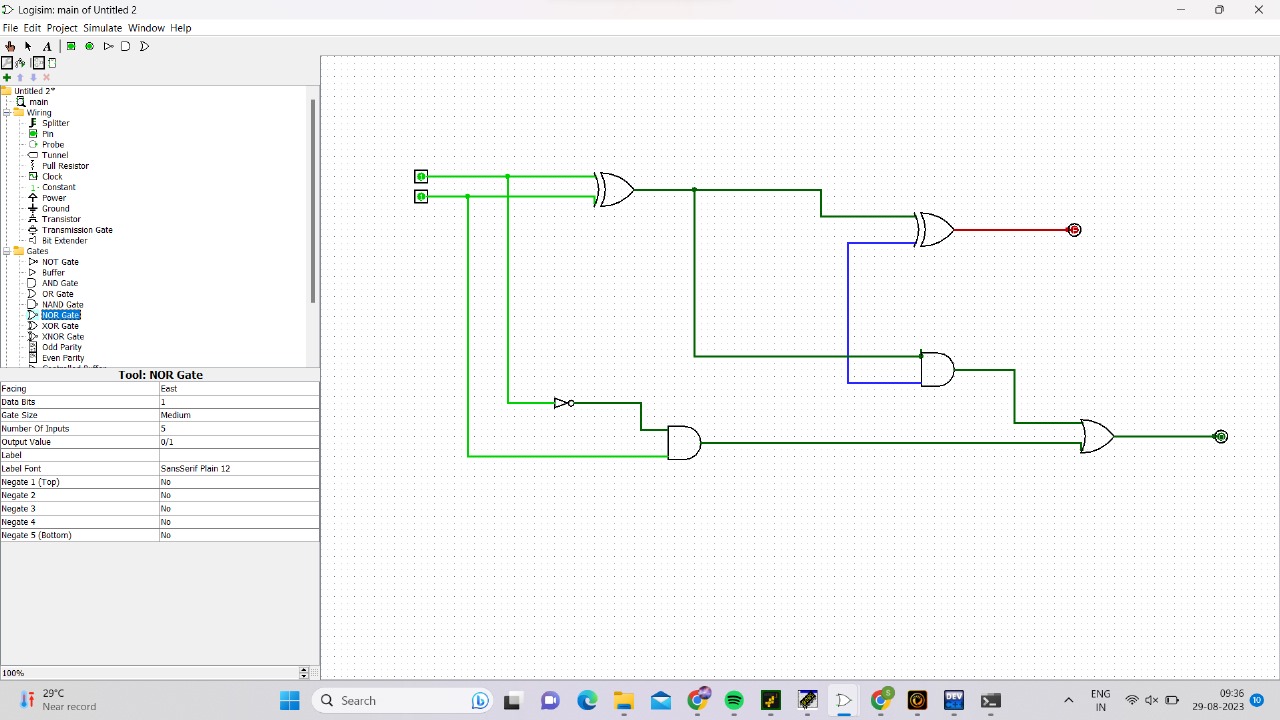 Logisim: main of Untitled 2
File Edit Project Simulate Window Help
A
Untitled 2*
main
Wiring
Splitter
Pin
Probe
Tunnel
Pull Resistor
Clock
Constant
Power
Ground
Transistor
Transmission Gate
Bit Extender
Gates
NOT Gate
Buffer
AND Gate
OR Gate
NAND Gate
NOR Gate
XOR Gate
XNOR Gate
Odd Parity
Even Parity
Tool: NOR Gate
Facing East
Data Bits 1
Gate Size Medium
Number Of Inputs 5
Output Value 0/1
Label
Label Font SansSerif Plain 12
Negate 1 (Top) No
Negate 2 No
Negate 3 No
Negate 4 No
Negate 5 (Bottom) No
100%
29°C
Near record
Search
DEV
ENG
IN
09:36
29-08-2023
10